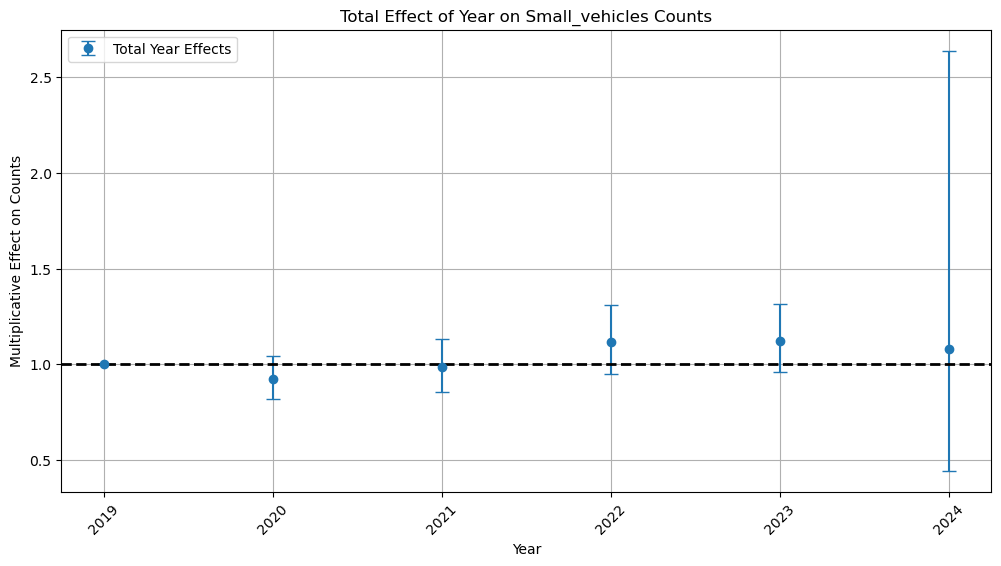 Total Effect of Year on Small_vehicles Counts
Total Year Effects
Multiplicative Effect on Counts
2.5
2.0
1.5
1.0
0.5
2019
2020
2021
2022
2023
2024
Year